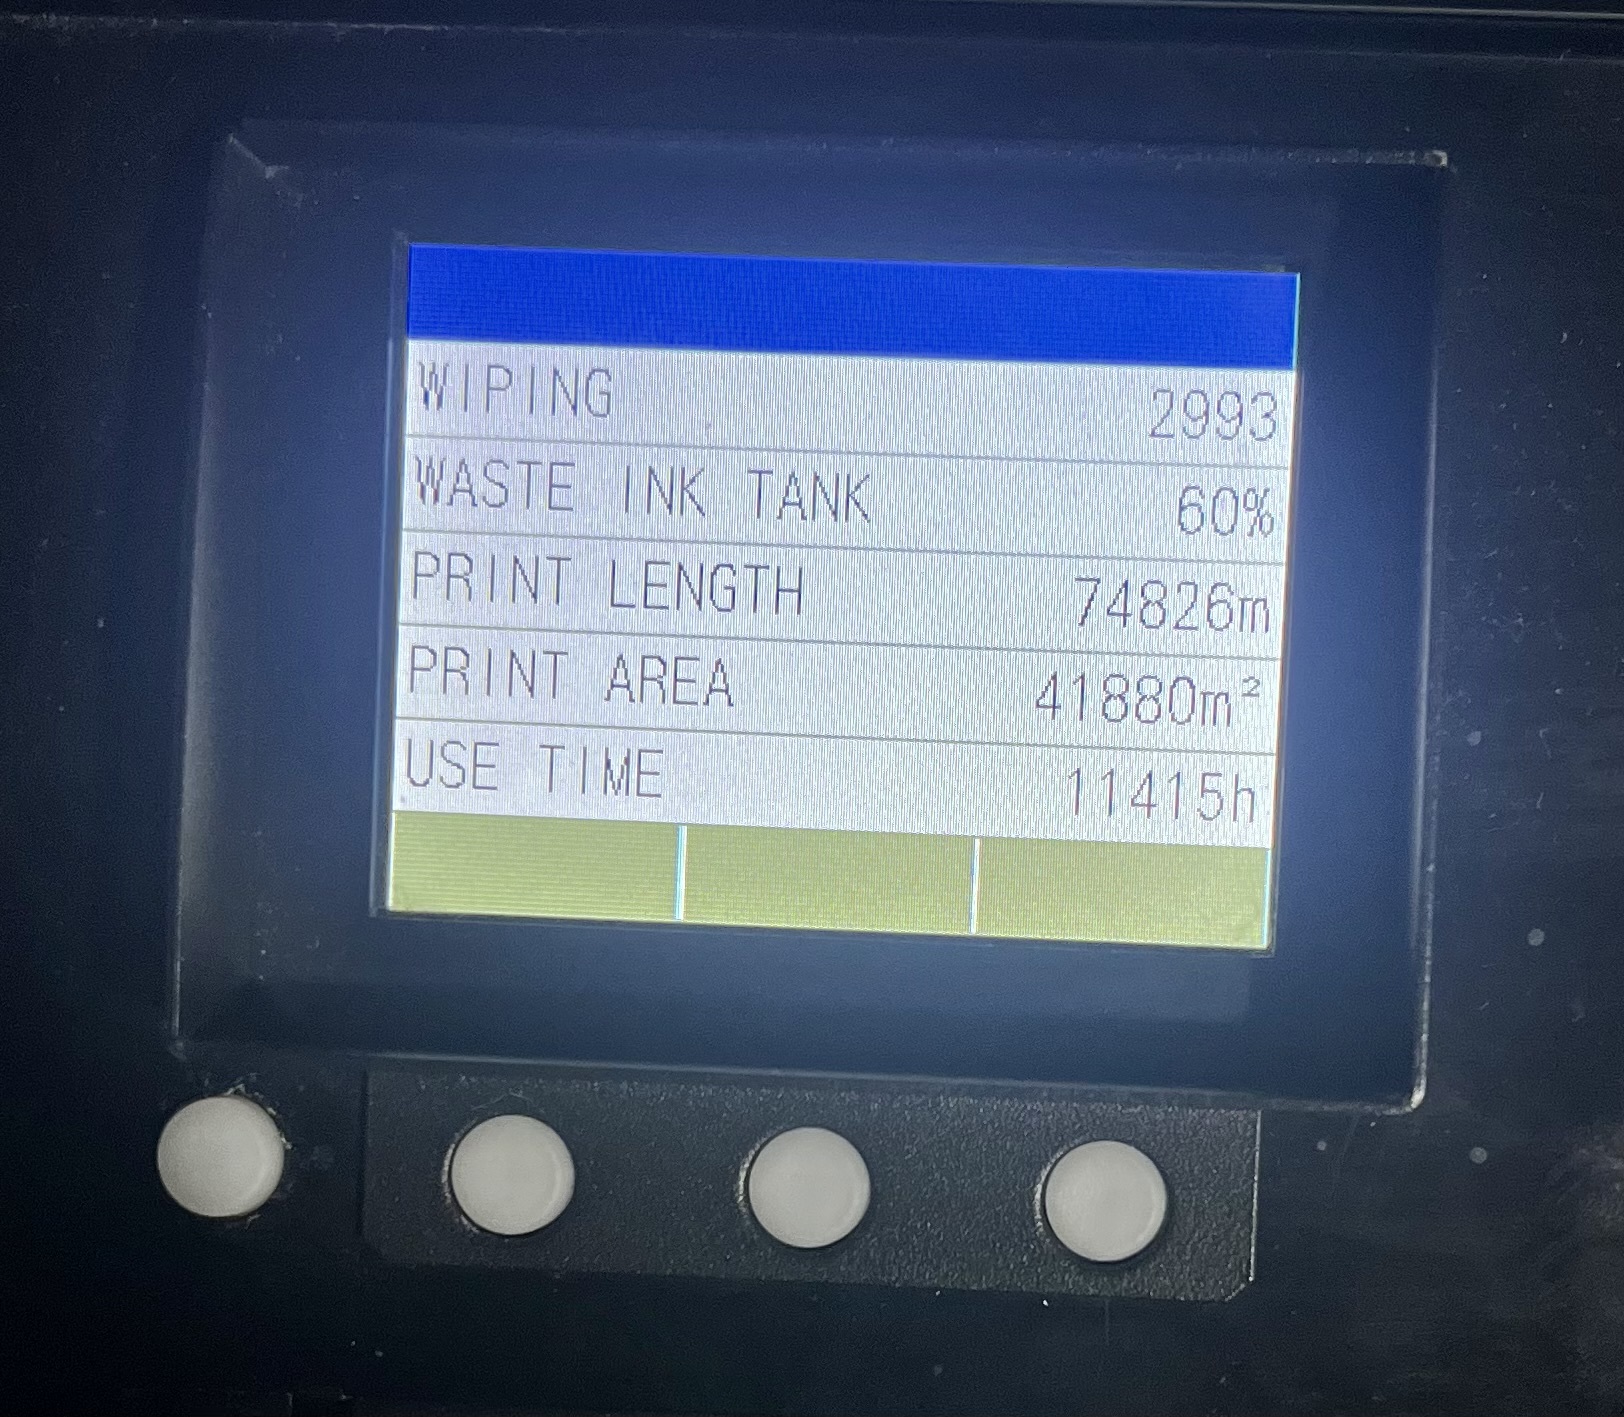 WIPING 2993
WASTE INK TANK 60%
PRINT LENGTH 74826m
PRINT AREA 41880m²
USE TIME 11415h